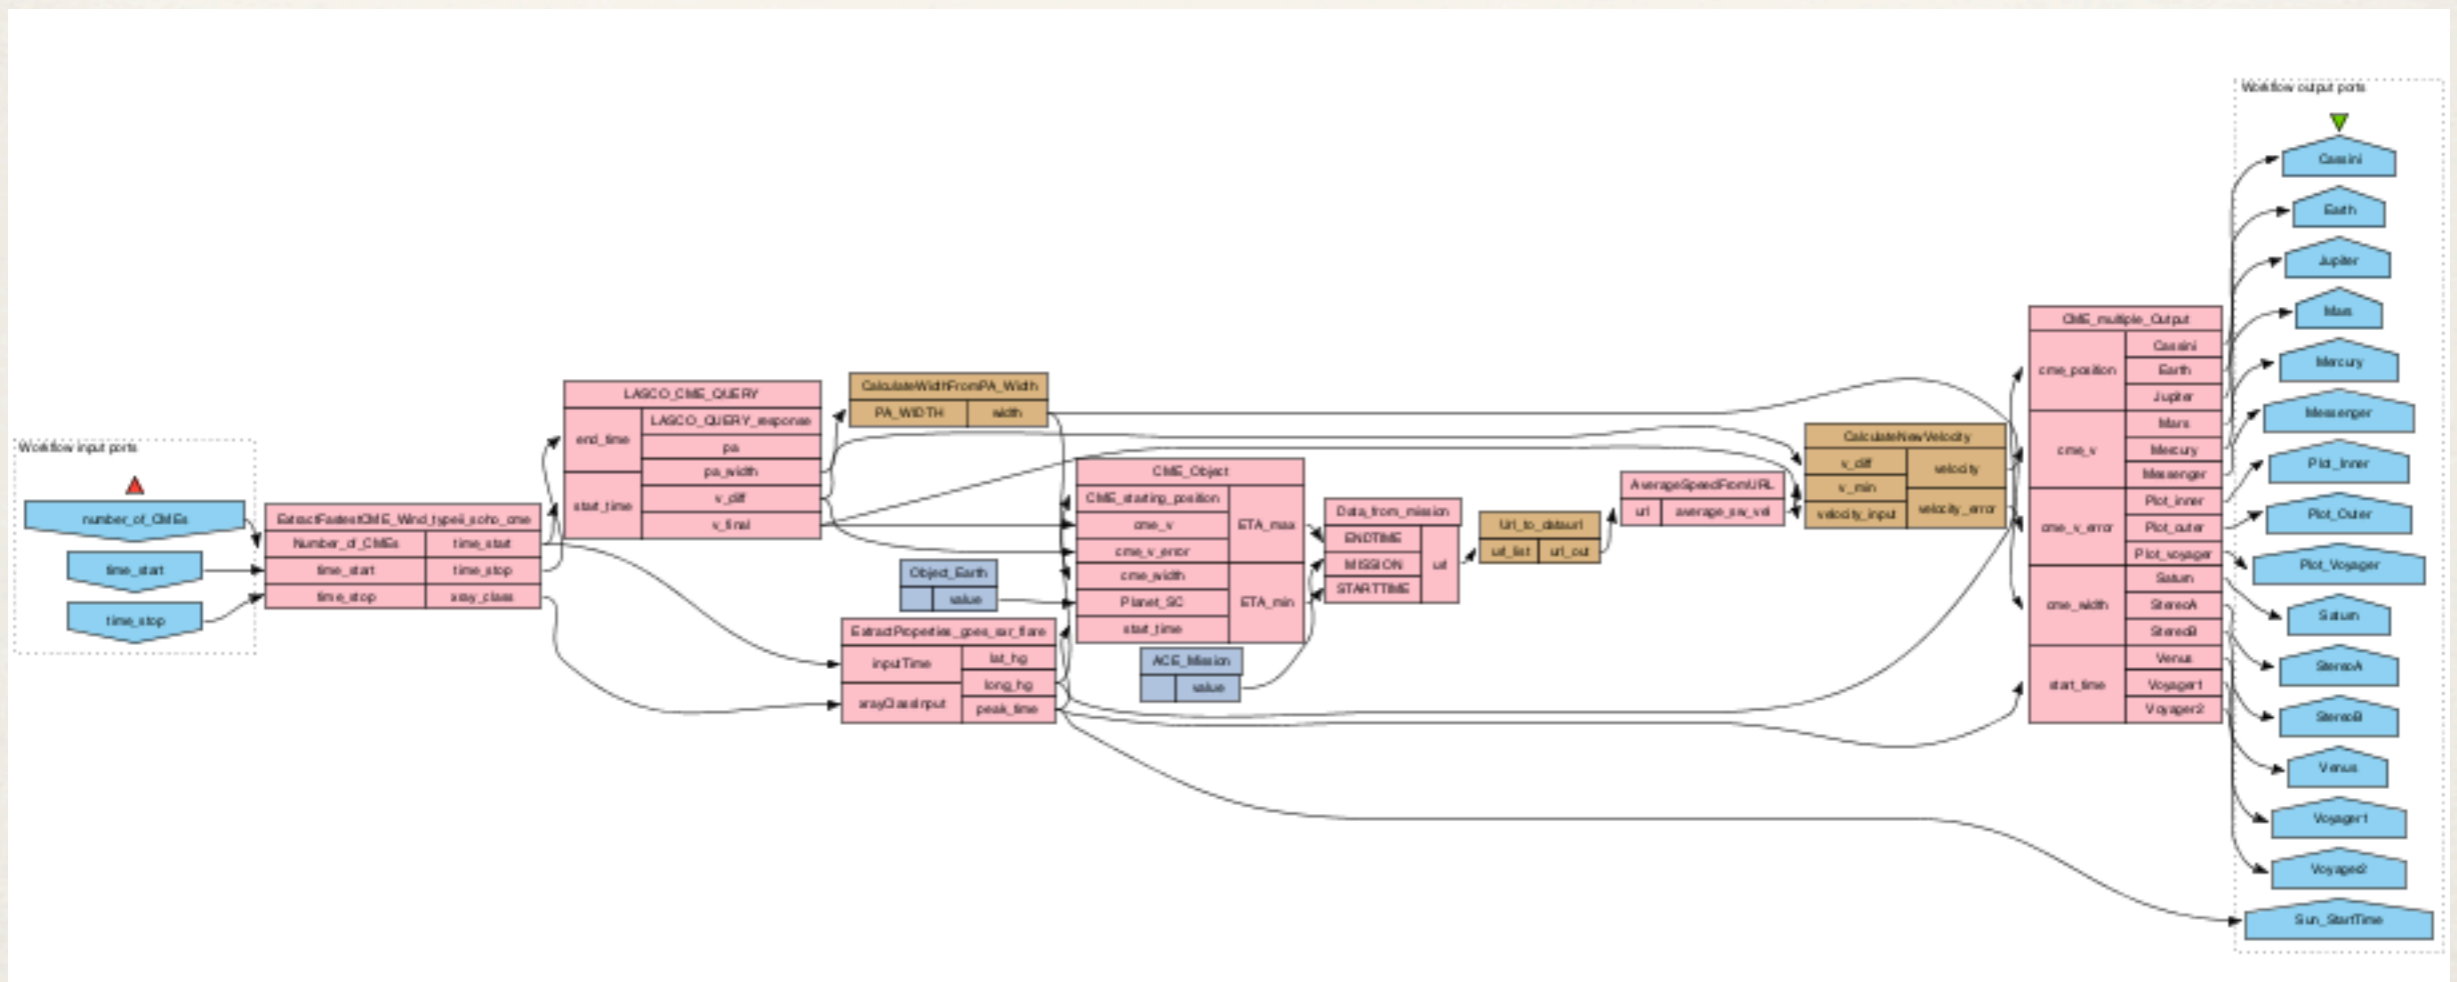 Workflow input ports
number_of_CMEs
time_start
time_stop
ExtractFastestCME_Wind_typeii_soho_cme
Number_of_CMEs
time_start
time_start
time_stop
time_stop
xray_class
LASCO_CME_QUERY
end_time
LASCO_QUERY_response
pa
pa_width
start_time
v_diff
v_final
CalculateWidthFromPA_Width
PA_WIDTH
width
Object_Earth
value
ExtractProperties_goes_sxr_flare
inputTime
lat_hg
long_hg
xrayClassInput
peak_time
CME_Object
CME_starting_position
cme_v
ETA_max
cme_v_error
cme_width
Planet_SC
ETA_min
start_time
ACE_Mission
value
Data_from_mission
ENDTIME
MISSION
url
STARTTIME
Url_to_dataurl
url_list
url_out
AverageSpeedFromURL
url
average_sw_vel
CalculateNewVelocity
v_diff
velocity
v_min
velocity_input
velocity_error
CME_multiple_Output
cme_position
Cassini
Earth
Jupiter
cme_v
Mars
Mercury
Messenger
cme_v_error
Plot_inner
Plot_outer
Plot_voyager
cme_width
Saturn
StereoA
StereoB
start_time
Venus
Voyager1
Voyager2
Workflow output ports
Cassini
Earth
Jupiter
Mars
Mercury
Messenger
Plot_Inner
Plot_Outer
Plot_Voyager
Saturn
StereoA
StereoB
Venus
Voyager1
Voyager2
Sun_StartTime